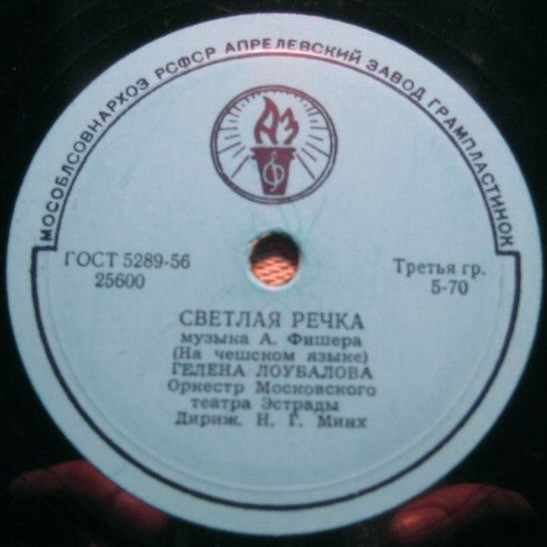 МОСОБЛСОВНАРХОЗ РСФСР АПРЕЛЕВСКИЙ ЗАВОД ГРАМПЛАСТИНОК
АЗ
ГОСТ 5289-56
25600
Третья гр.
5-70
СВЕТЛАЯ РЕЧКА
музыка А. Фишера
(На чешском языке)
ГЕЛЕНА ЛОУБАЛОВА
Оркестр Московского
театра Эстрады
Дириж. Н. Г. Минх